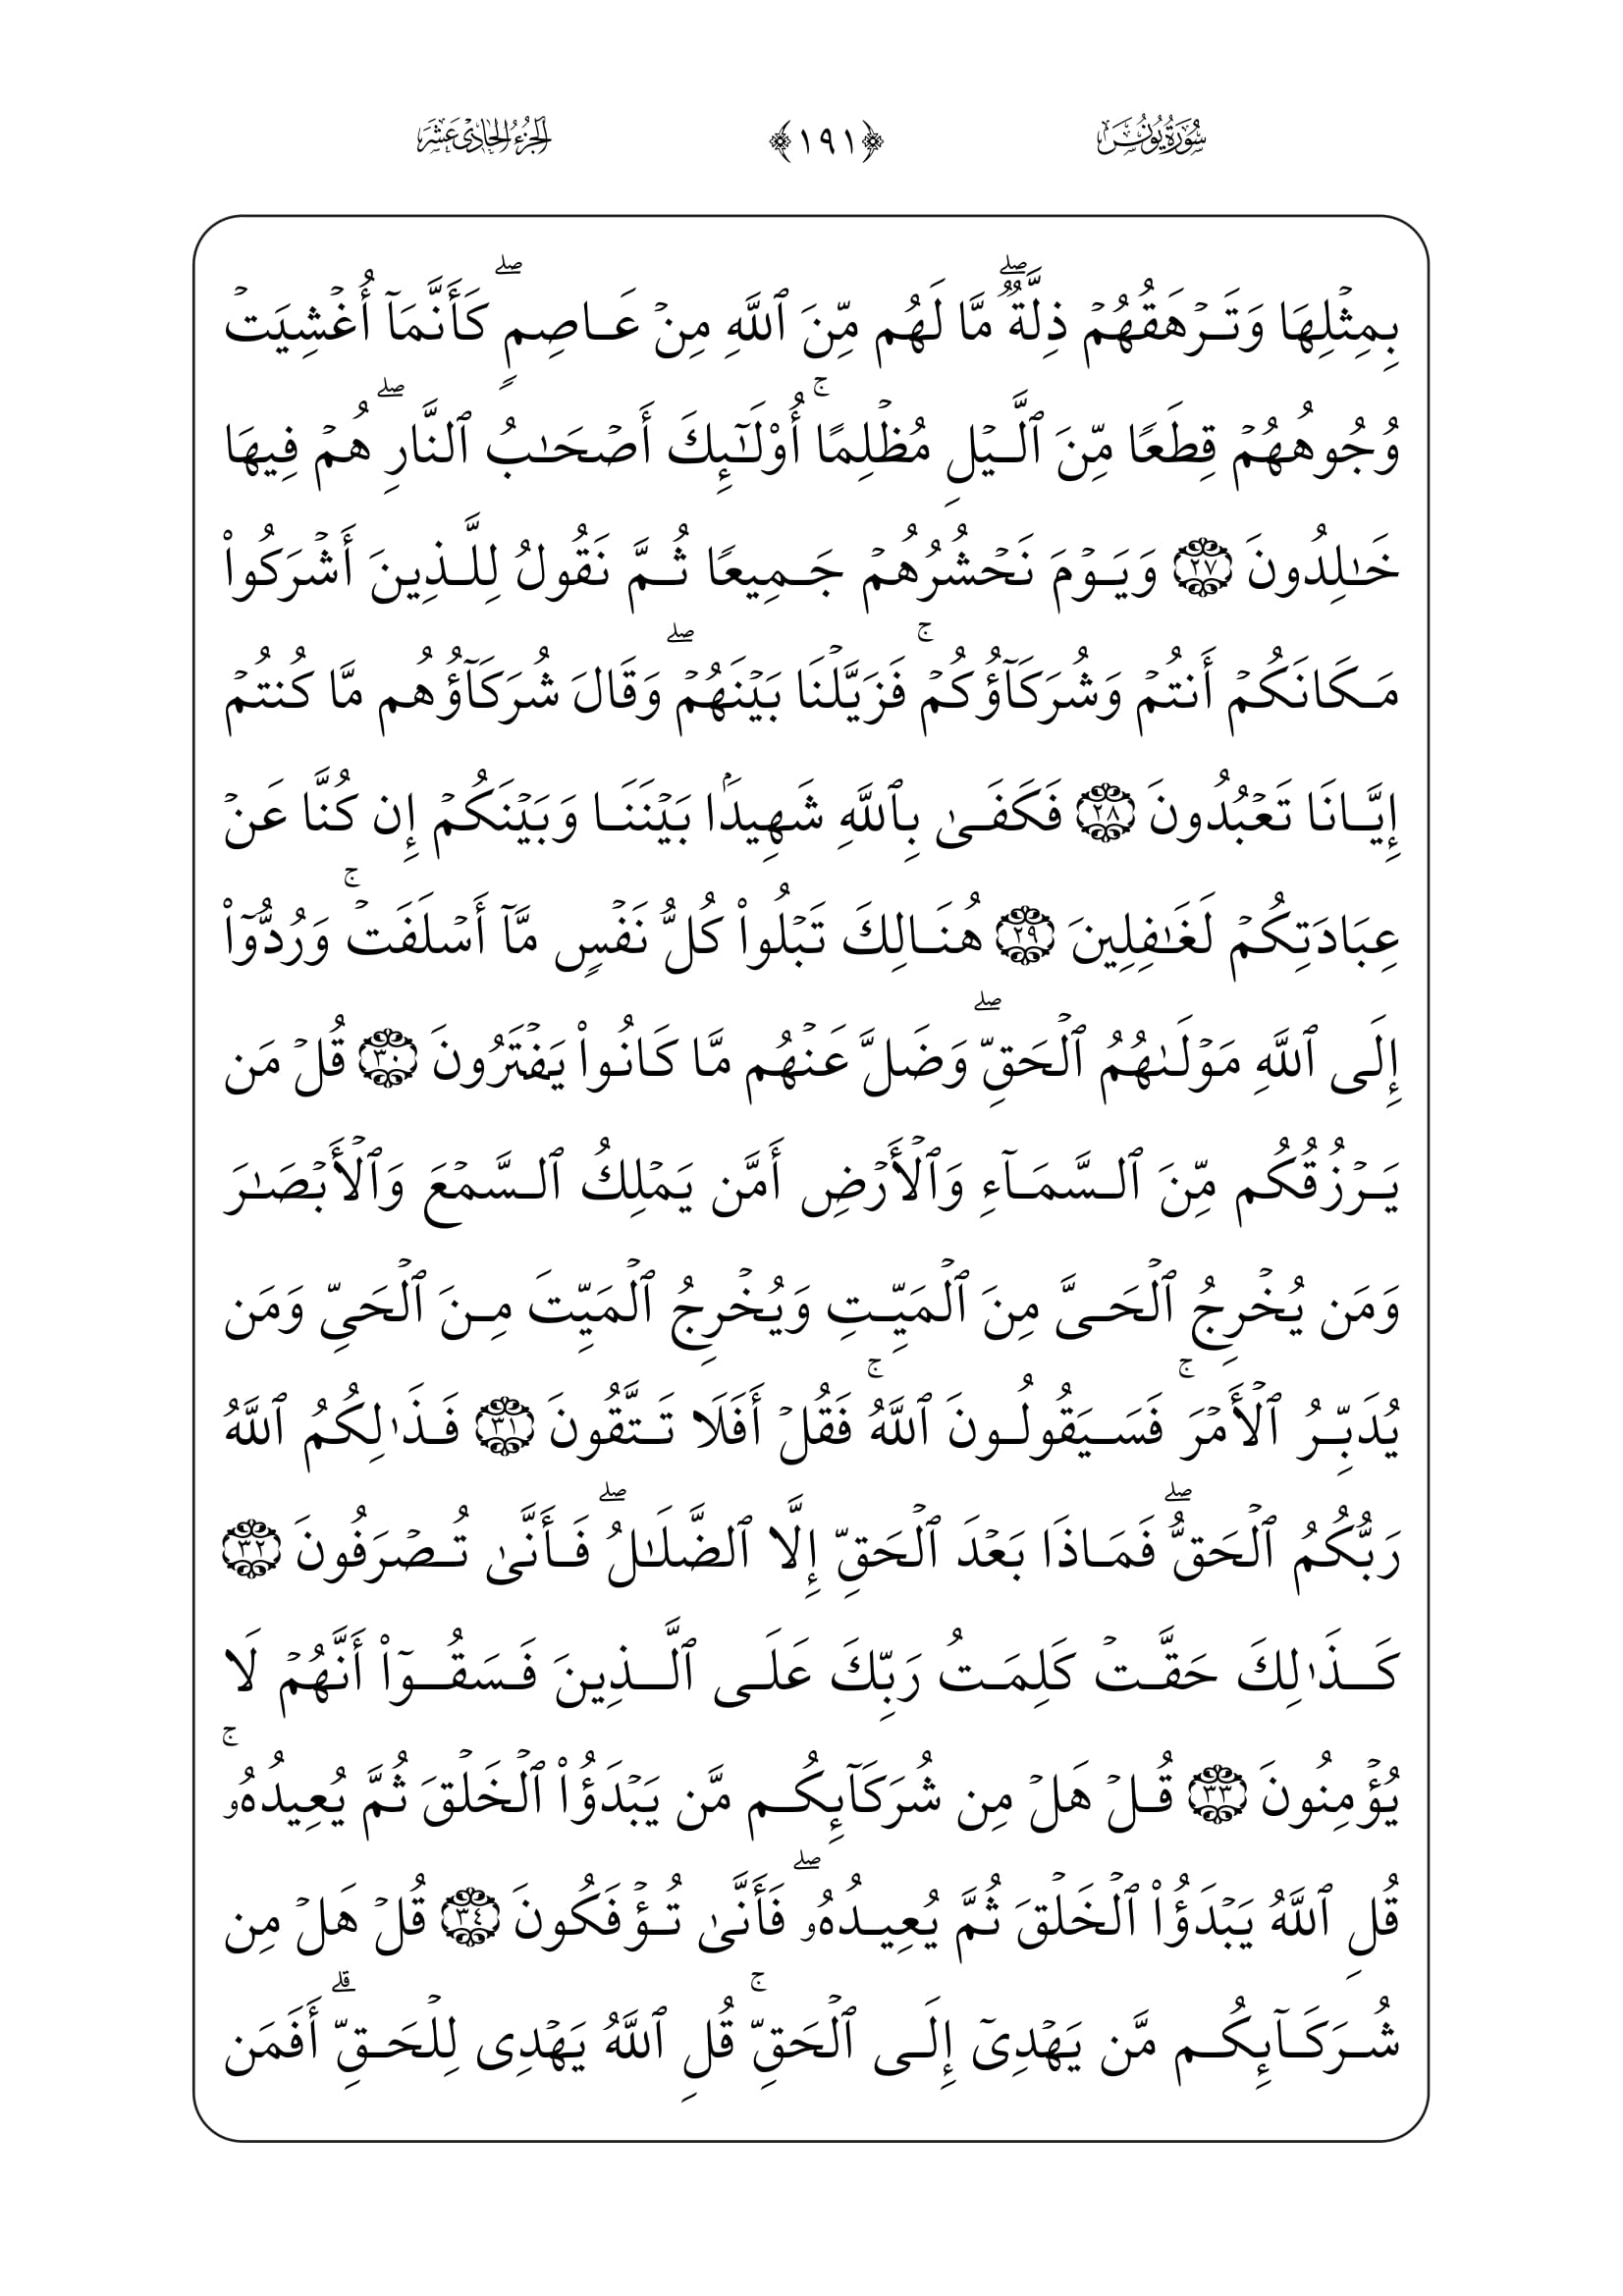 سُورَةُ يُونُسَ ﴿١٩١﴾ الجُزْءُ الحَادِي عَشَرَ
بِمِثۡلِهَا وَتَرۡهَقُهُمۡ ذِلَّةٞۖ مَّا لَهُم مِّنَ ٱللَّهِ مِنۡ عَاصِمٖۖ كَأَنَّمَآ أُغۡشِيَتۡ
وُجُوهُهُمۡ قِطَعٗا مِّنَ ٱلَّيۡلِ مُظۡلِمًاۚ أُوْلَٰٓئِكَ أَصۡحَٰبُ ٱلنَّارِۖ هُمۡ فِيهَا
خَٰلِدُونَ ٢٧ وَيَوۡمَ نَحۡشُرُهُمۡ جَمِيعٗا ثُمَّ نَقُولُ لِلَّذِينَ أَشۡرَكُواْ
مَكَانَكُمۡ أَنتُمۡ وَشُرَكَآؤُكُمۡۚ فَزَيَّلۡنَا بَيۡنَهُمۡۖ وَقَالَ شُرَكَآؤُهُم مَّا كُنتُمۡ
إِيَّانَا تَعۡبُدُونَ ٢٨ فَكَفَىٰ بِٱللَّهِ شَهِيدَۢا بَيۡنَنَا وَبَيۡنَكُمۡ إِن كُنَّا عَنۡ
عِبَادَتِكُمۡ لَغَٰفِلِينَ ٢٩ هُنَالِكَ تَبۡلُواْ كُلُّ نَفۡسٖ مَّآ أَسۡلَفَتۡۚ وَرُدُّوٓاْ
إِلَى ٱللَّهِ مَوۡلَىٰهُمُ ٱلۡحَقِّۖ وَضَلَّ عَنۡهُم مَّا كَانُواْ يَفۡتَرُونَ ٣٠ قُلۡ مَن
يَرۡزُقُكُم مِّنَ ٱلسَّمَآءِ وَٱلۡأَرۡضِ أَمَّن يَمۡلِكُ ٱلسَّمۡعَ وَٱلۡأَبۡصَٰرَ
وَمَن يُخۡرِجُ ٱلۡحَيَّ مِنَ ٱلۡمَيِّتِ وَيُخۡرِجُ ٱلۡمَيِّتَ مِنَ ٱلۡحَيِّ وَمَن
يُدَبِّرُ ٱلۡأَمۡرَۚ فَسَيَقُولُونَ ٱللَّهُۚ فَقُلۡ أَفَلَا تَتَّقُونَ ٣١ فَذَٰلِكُمُ ٱللَّهُ
رَبُّكُمُ ٱلۡحَقُّۖ فَمَاذَا بَعۡدَ ٱلۡحَقِّ إِلَّا ٱلضَّلَٰلُۖ فَأَنَّىٰ تُصۡرَفُونَ ٣٢
كَذَٰلِكَ حَقَّتۡ كَلِمَتُ رَبِّكَ عَلَى ٱلَّذِينَ فَسَقُوٓاْ أَنَّهُمۡ لَا
يُؤۡمِنُونَ ٣٣ قُلۡ هَلۡ مِن شُرَكَآئِكُم مَّن يَبۡدَؤُاْ ٱلۡخَلۡقَ ثُمَّ يُعِيدُهُۥۚ
قُلِ ٱللَّهُ يَبۡدَؤُاْ ٱلۡخَلۡقَ ثُمَّ يُعِيدُهُۥۖ فَأَنَّىٰ تُؤۡفَكُونَ ٣٤ قُلۡ هَلۡ مِن
شُرَكَآئِكُم مَّن يَهۡدِيٓ إِلَى ٱلۡحَقِّۚ قُلِ ٱللَّهُ يَهۡدِي لِلۡحَقِّۗ أَفَمَن